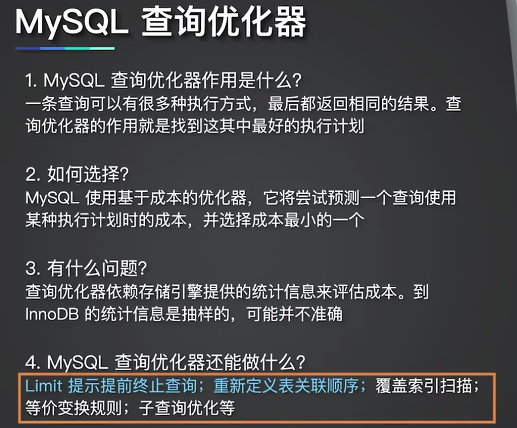 MySQL 查询优化器
1. MySQL 查询优化器作用是什么?
一条查询可以有很多种执行方式，最后都返回相同的结果。查
询优化器的作用就是找到这其中最好的执行计划
2. 如何选择?
MySQL 使用基于成本的优化器，它将尝试预测一个查询使用
某种执行计划时的成本，并选择成本最小的一个
3. 有什么问题?
查询优化器依赖存储引擎提供的统计信息来评估成本。到
InnoDB 的统计信息是抽样的，可能并不准确
4. MySQL 查询优化器还能做什么?
Limit 提示提前终止查询；重新定义表关联顺序；覆盖索引扫描；
等价变换规则；子查询优化等